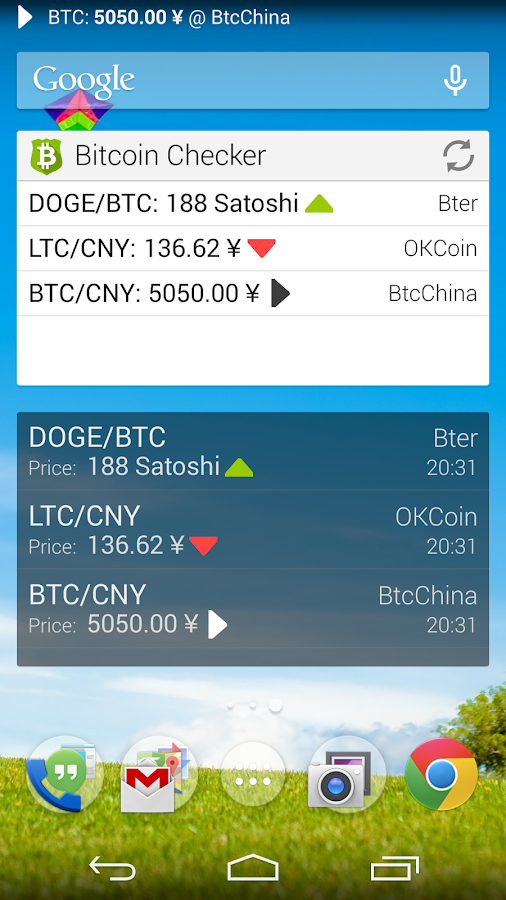 BTC: 5050.00 ¥ @ BtcChina
Google
Bitcoin Checker
DOGE/BTC: 188 Satoshi Bter
LTC/CNY: 136.62 ¥ OKCoin
BTC/CNY: 5050.00 ¥ BtcChina
DOGE/BTC Bter
Price: 188 Satoshi 20:31
LTC/CNY OKCoin
Price: 136.62 ¥ 20:31
BTC/CNY BtcChina
Price: 5050.00 ¥ 20:31